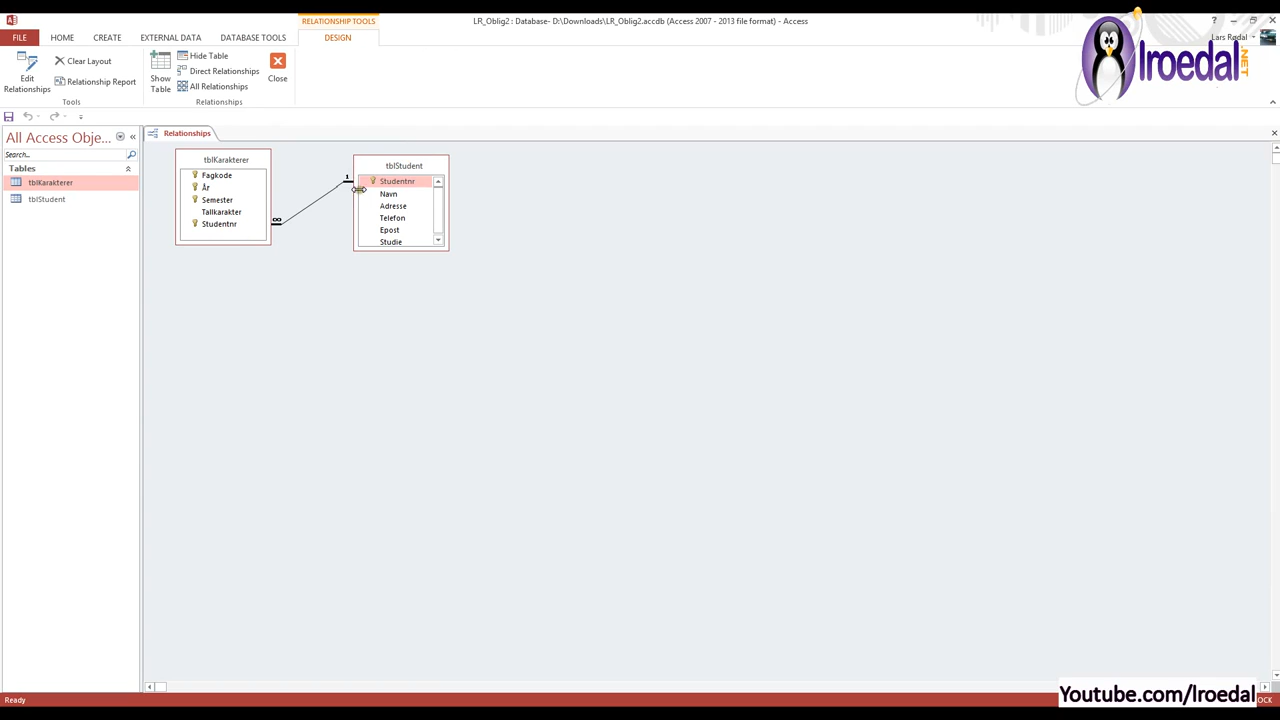 RELATIONSHIP TOOLS
LR_Oblig2 : Database- D:\Downloads\LR_Oblig2.accdb (Access 2007 - 2013 file format) - Access
?
FILE
HOME
CREATE
EXTERNAL DATA
DATABASE TOOLS
DESIGN
Lars Rødal
lroedal
.NET
Edit
Relationships
Clear Layout
Relationship Report
Show
Table
Hide Table
Direct Relationships
All Relationships
Close
Tools
Relationships
All Access Obje...
Search...
Tables
tblKarakterer
tblStudent
Relationships
tblKarakterer
Fagkode
År
Semester
Tallkarakter
Studentnr
∞
1
tblStudent
Studentnr
Navn
Adresse
Telefon
Epost
Studie
Ready
Youtube.com/lroedal
OCK